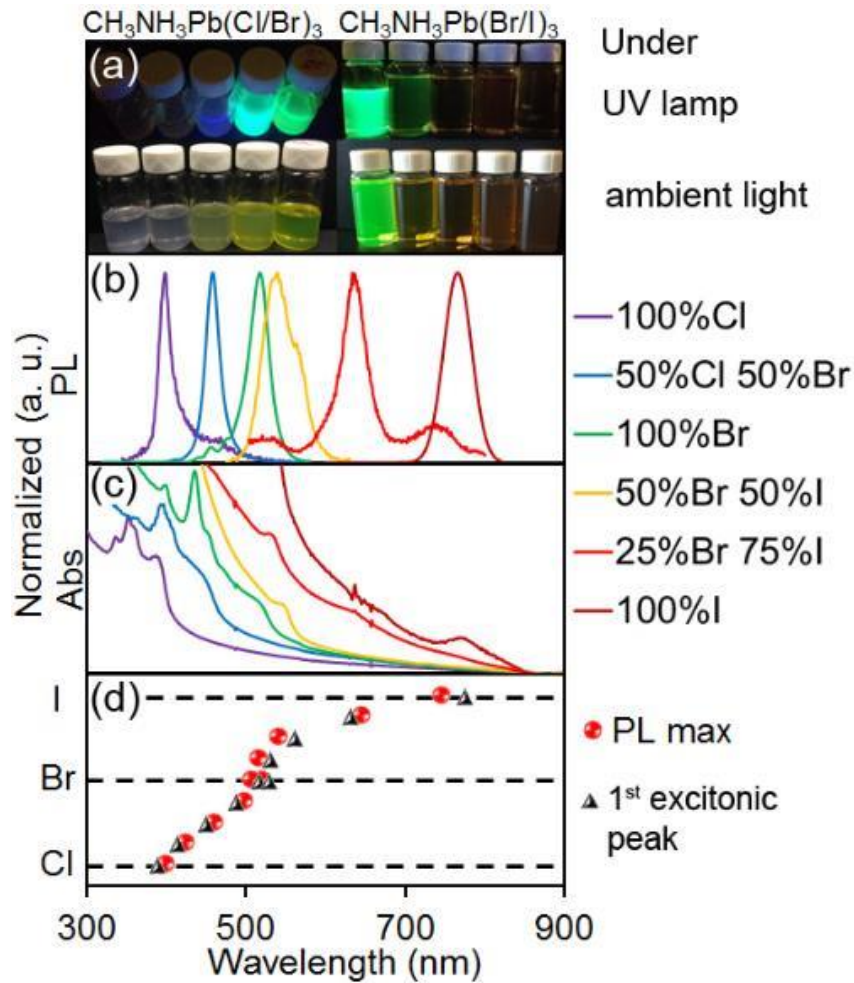 CH₃NH₃Pb(Cl/Br)₃ CH₃NH₃Pb(Br/I)₃
(a)
Under
UV lamp
ambient light
(b)
Normalized (a. u.)
PL
Abs
100%Cl
50%Cl 50%Br
100%Br
50%Br 50%I
25%Br 75%I
100%I
(c)
(d)
I
Br
Cl
PL max
1ˢᵗ excitonic
peak
300 500 700 900
Wavelength (nm)